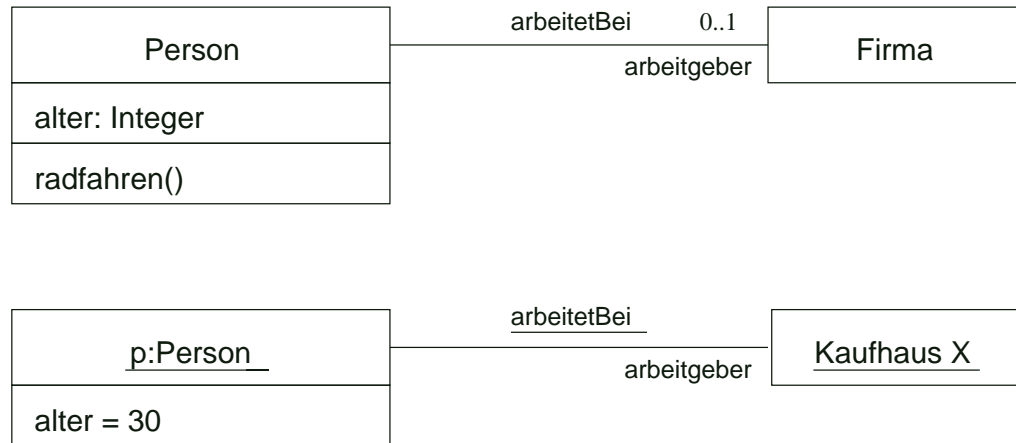 arbeitetBei 0..1
Person
Firma
arbeitgeber
alter: Integer
radfahren()
arbeitetBei
p:Person
Kaufhaus X
arbeitgeber
alter = 30